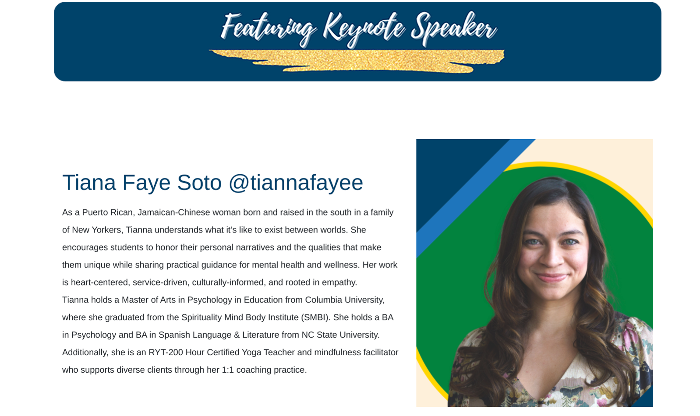 Featuring Keynote Speaker
Tiana Faye Soto @tiannafayee
As a Puerto Rican, Jamaican-Chinese woman born and raised in the south in a family
of New Yorkers, Tianna understands what it's like to exist between worlds. She
encourages students to honor their personal narratives and the qualities that make
them unique while sharing practical guidance for mental health and wellness. Her work
is heart-centered, service-driven, culturally-informed, and rooted in empathy.
Tianna holds a Master of Arts in Psychology in Education from Columbia University,
where she graduated from the Spirituality Mind Body Institute (SMBI). She holds a BA
in Psychology and BA in Spanish Language & Literature from NC State University.
Additionally, she is an RYT-200 Hour Certified Yoga Teacher and mindfulness facilitator
who supports diverse clients through her 1:1 coaching practice.